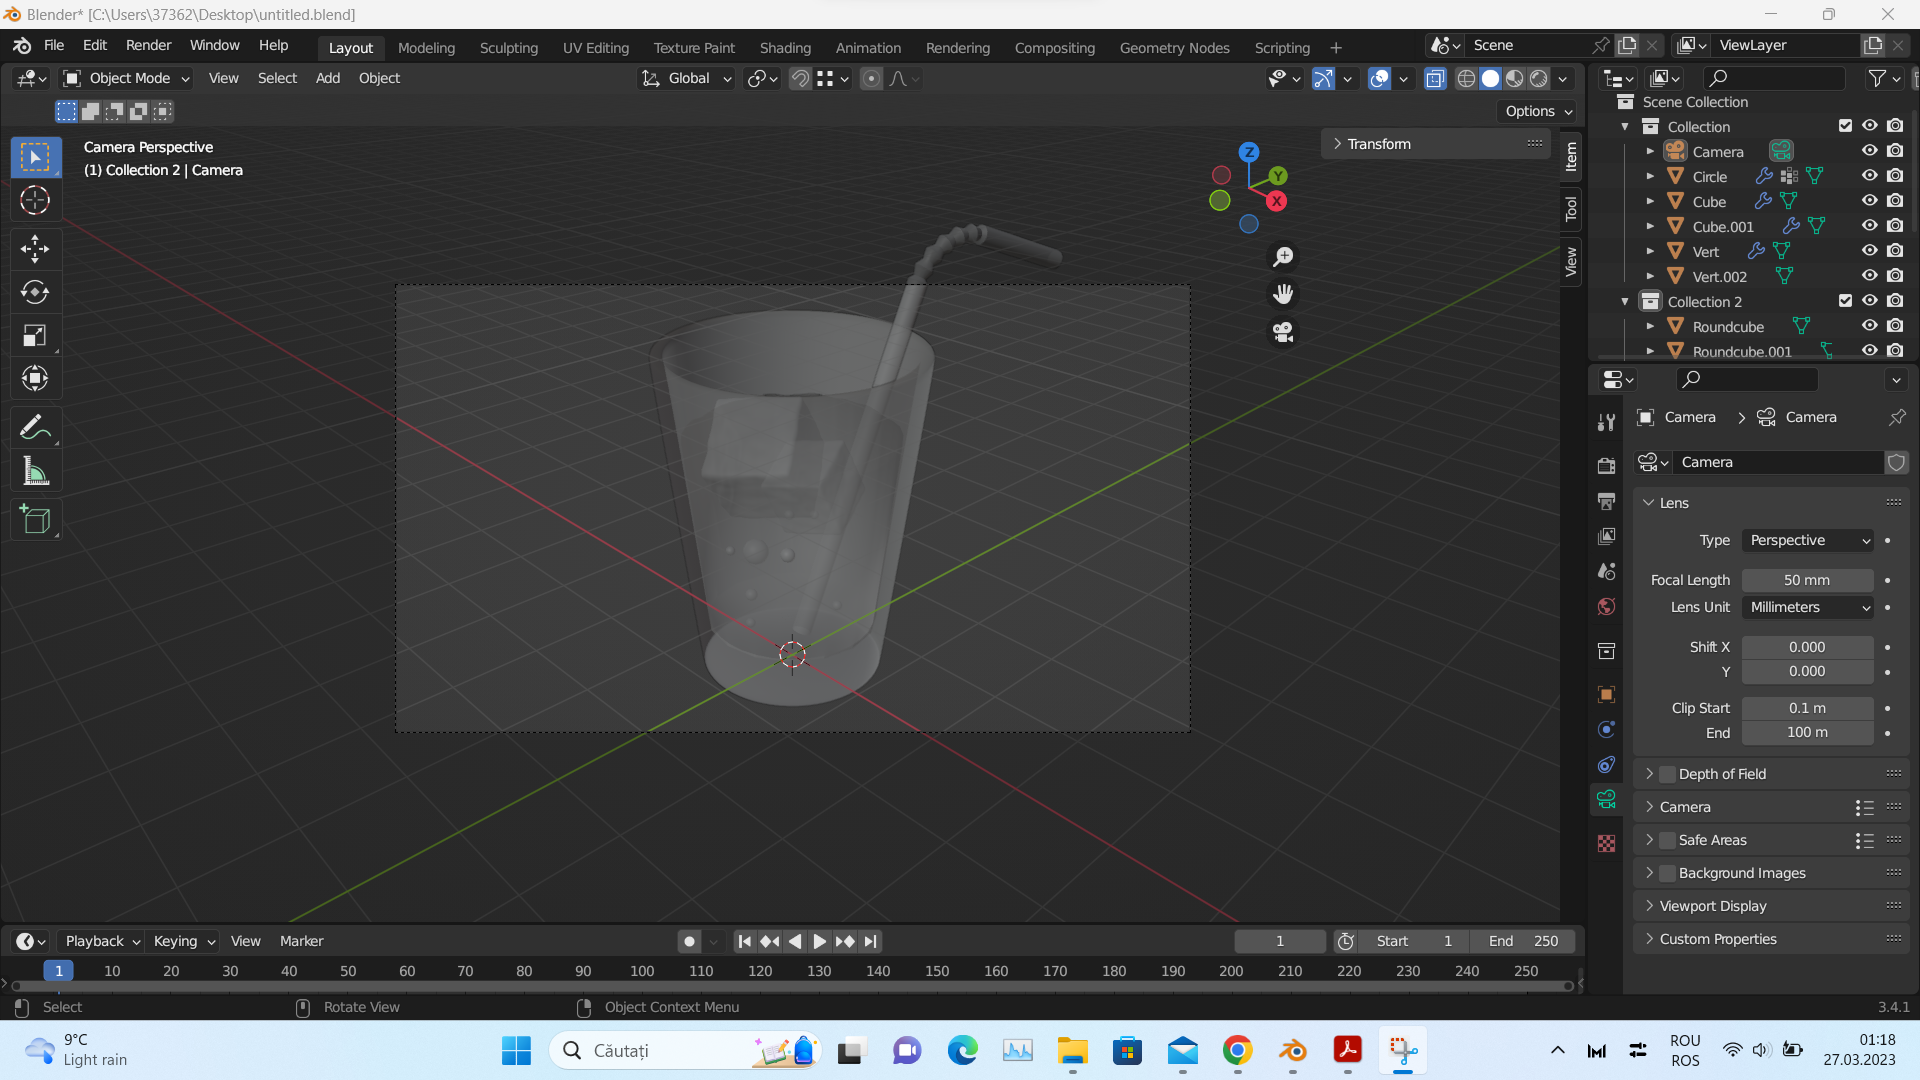 Blender* [C:\Users\37362\Desktop\untitled.blend]
File Edit Render Window Help
Layout Modeling Sculpting UV Editing Texture Paint Shading Animation Rendering Compositing Geometry Nodes Scripting +
Scene
ViewLayer
Object Mode View Select Add Object
Global
Options
Camera Perspective
(1) Collection 2 | Camera
Transform
Z
Y
X
Item
Tool
View
Scene Collection
Collection
Camera
Circle
Cube
Cube.001
Vert
Vert.002
Collection 2
Roundcube
Roundcube.001
Camera > Camera
Camera
Lens
Type Perspective
Focal Length 50 mm
Lens Unit Millimeters
Shift X 0.000
Y 0.000
Clip Start 0.1 m
End 100 m
Depth of Field
Camera
Safe Areas
Background Images
Viewport Display
Custom Properties
Playback Keying View Marker
1
Start 1
End 250
1 10 20 30 40 50 60 70 80 90 100 110 120 130 140 150 160 170 180 190 200 210 220 230 240 250
Select
Rotate View
Object Context Menu
3.4.1
9°C
Light rain
Căutați
ROU
ROS
01:18
27.03.2023